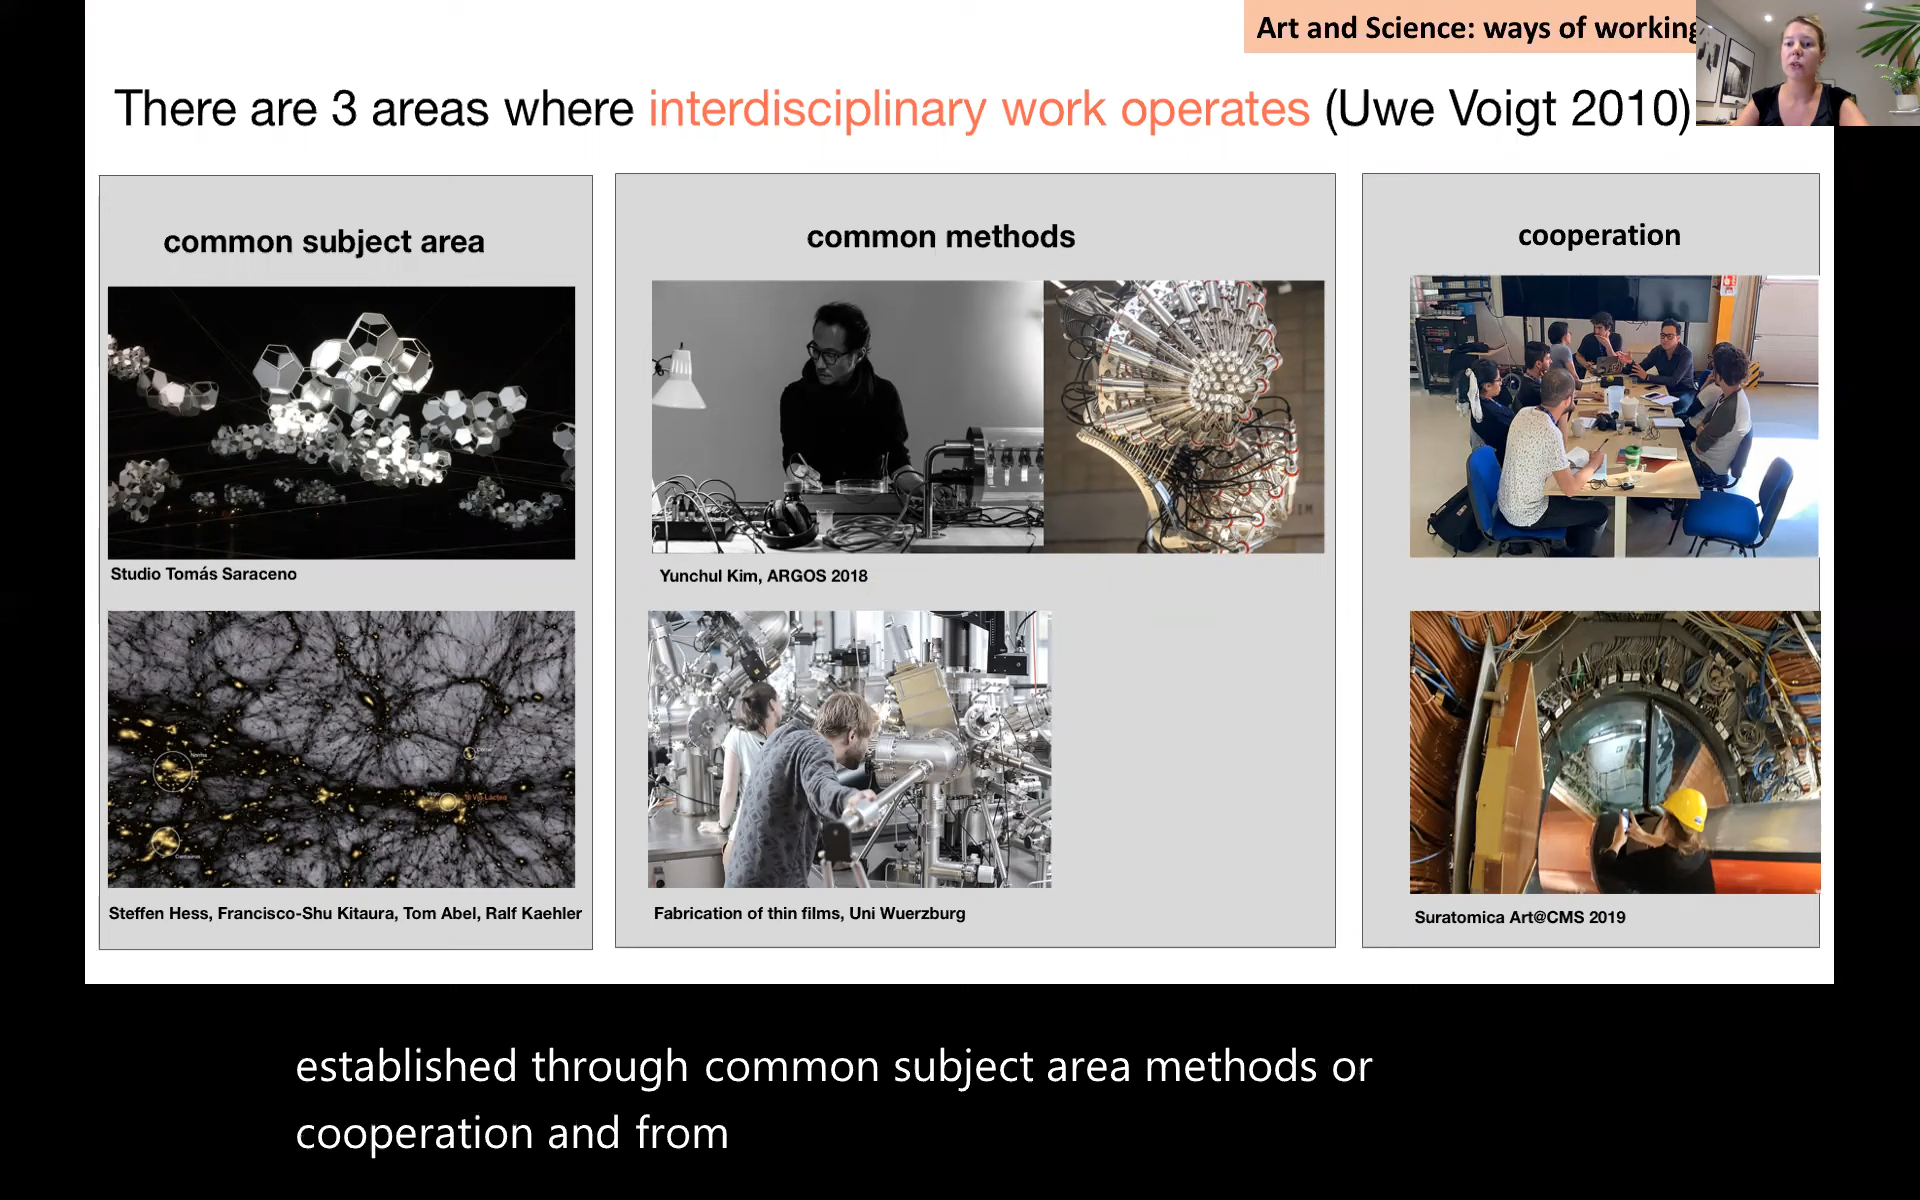 Art and Science: ways of working
There are 3 areas where interdisciplinary work operates (Uwe Voigt 2010)
common subject area
Studio Tomás Saraceno
Steffen Hess, Francisco-Shu Kitaura, Tom Abel, Ralf Kaehler
common methods
Yunchul Kim, ARGOS 2018
Fabrication of thin films, Uni Wuerzburg
cooperation
Suratomica Art@CMS 2019
established through common subject area methods or
cooperation and from